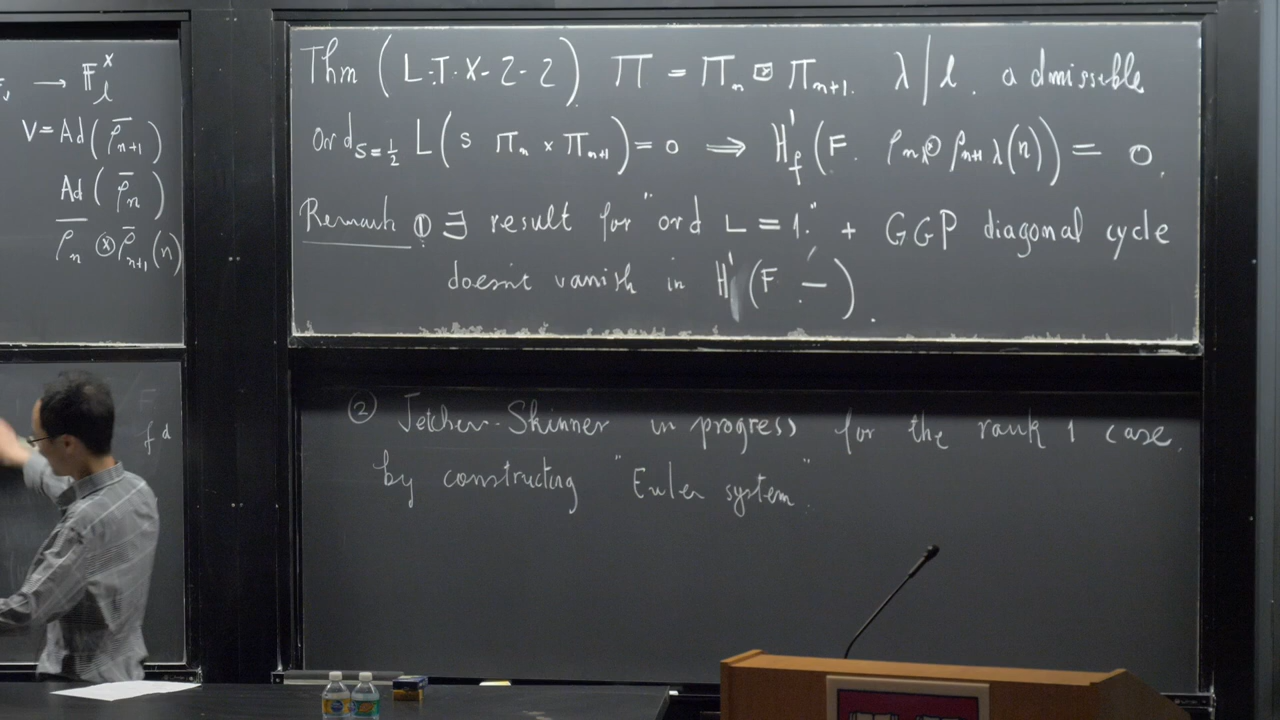 → 𝔽_ℓ^×
V = Ad(ρ̄_{n+1})
Ad(ρ̄_n)
ρ̄_n ⊗ ρ̄_{n+1}(n)
Thm (L.T.X-Z-Z) Π = Π_n ⊠ Π_{n+1}. λ/ℓ. admissible
Ord_{s=1/2} L(s Π_n × Π_{n+1}) = 0 ⟹ H^1_f(F. ρ_n ⊗ ρ_{n+1} λ(n)) = 0.
Remark ① ∃ result for "ord L = 1." + GGP diagonal cycle
doesn't vanish in H^1(F, —).
② Jetchev-Skinner in progress for the rank 1 case.
by constructing "Euler system".